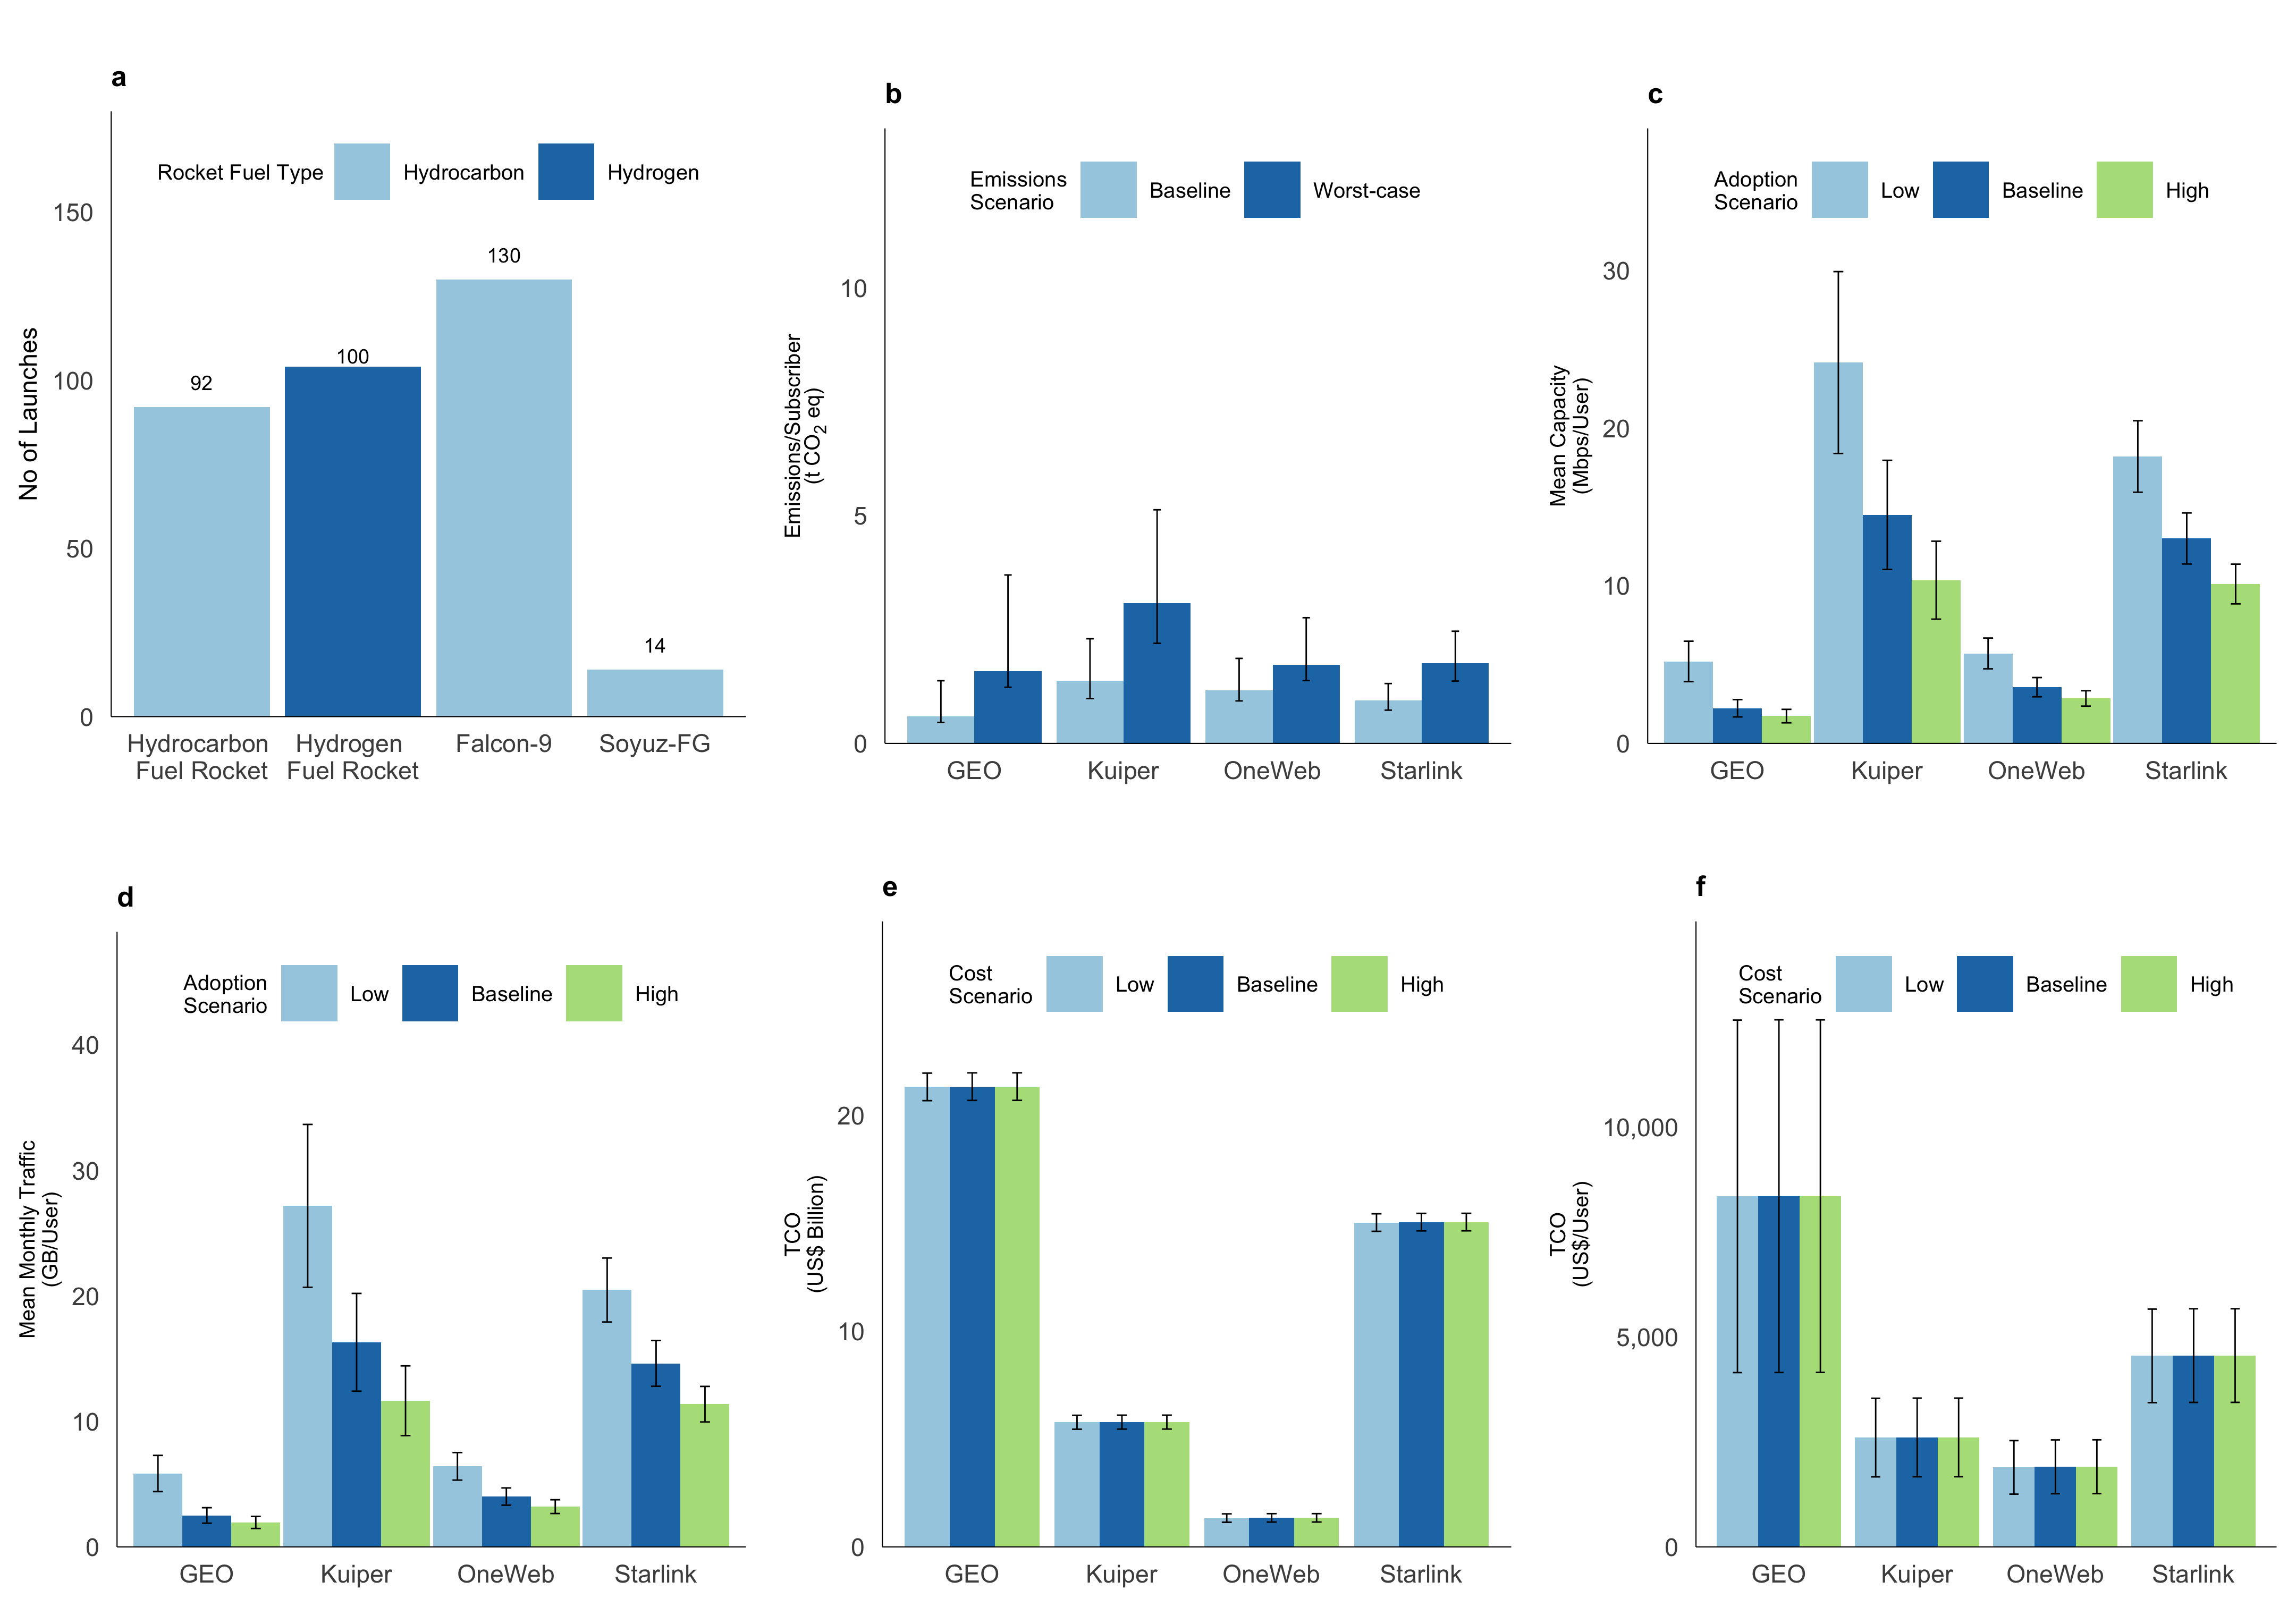 a
Rocket Fuel Type Hydrocarbon Hydrogen
No of Launches
150
100
50
0
92
100
130
14
Hydrocarbon
Fuel Rocket
Hydrogen
Fuel Rocket
Falcon-9
Soyuz-FG
b
Emissions
Scenario
Baseline Worst-case
Emissions/Subscriber
(t CO2 eq)
10
5
0
GEO Kuiper OneWeb Starlink
c
Adoption
Scenario
Low Baseline High
Mean Capacity
(Mbps/User)
30
20
10
0
GEO Kuiper OneWeb Starlink
d
Adoption
Scenario
Low Baseline High
Mean Monthly Traffic
(GB/User)
40
30
20
10
0
GEO Kuiper OneWeb Starlink
e
Cost
Scenario
Low Baseline High
TCO
(US$ Billion)
20
10
0
GEO Kuiper OneWeb Starlink
f
Cost
Scenario
Low Baseline High
TCO
(US$/User)
10,000
5,000
0
GEO Kuiper OneWeb Starlink